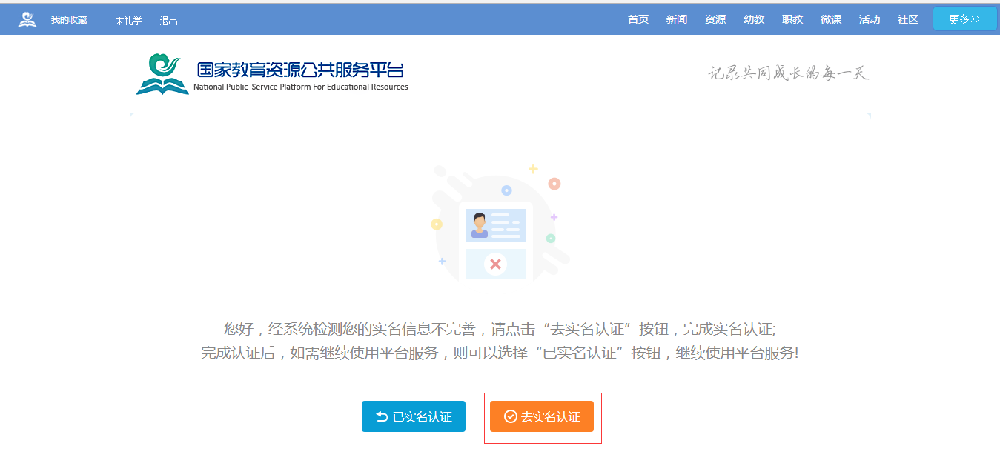 我的收藏 宋礼学 退出 首页 新闻 资源 幼教 职教 微课 活动 社区 更多>>
国家教育资源公共服务平台
National Public Service Platform For Educational Resources
记录共同成长的每一天
您好，经系统检测您的实名信息不完善，请点击“去实名认证”按钮，完成实名认证;
完成认证后，如需继续使用平台服务，则可以选择“已实名认证”按钮，继续使用平台服务!
已实名认证 去实名认证